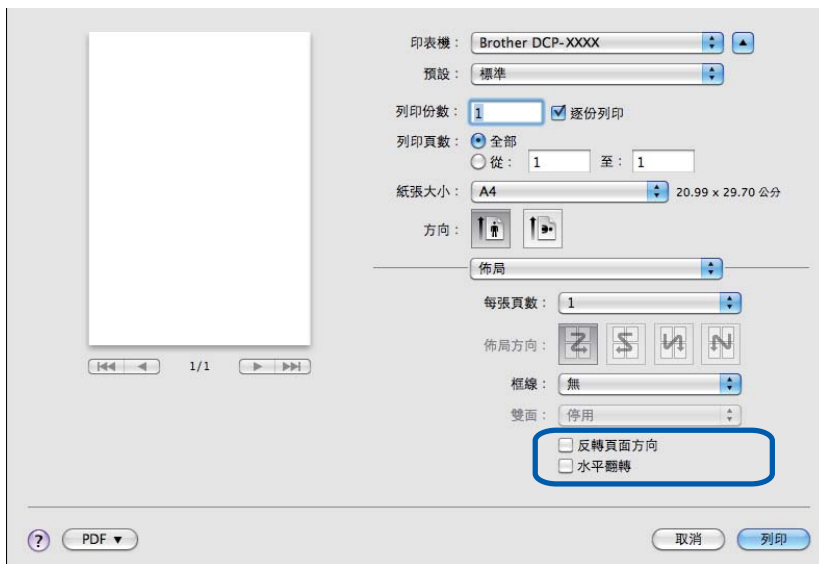 印表機： Brother DCP-XXXX
預設： 標準
列印份數： 1 逐份列印
列印頁數： 全部
從： 1 至： 1
紙張大小： A4 20.99 x 29.70 公分
方向：
佈局
每張頁數： 1
佈局方向：
1/1
框線： 無
雙面： 停用
反轉頁面方向
水平翻轉
? PDF ▼ 取消 列印